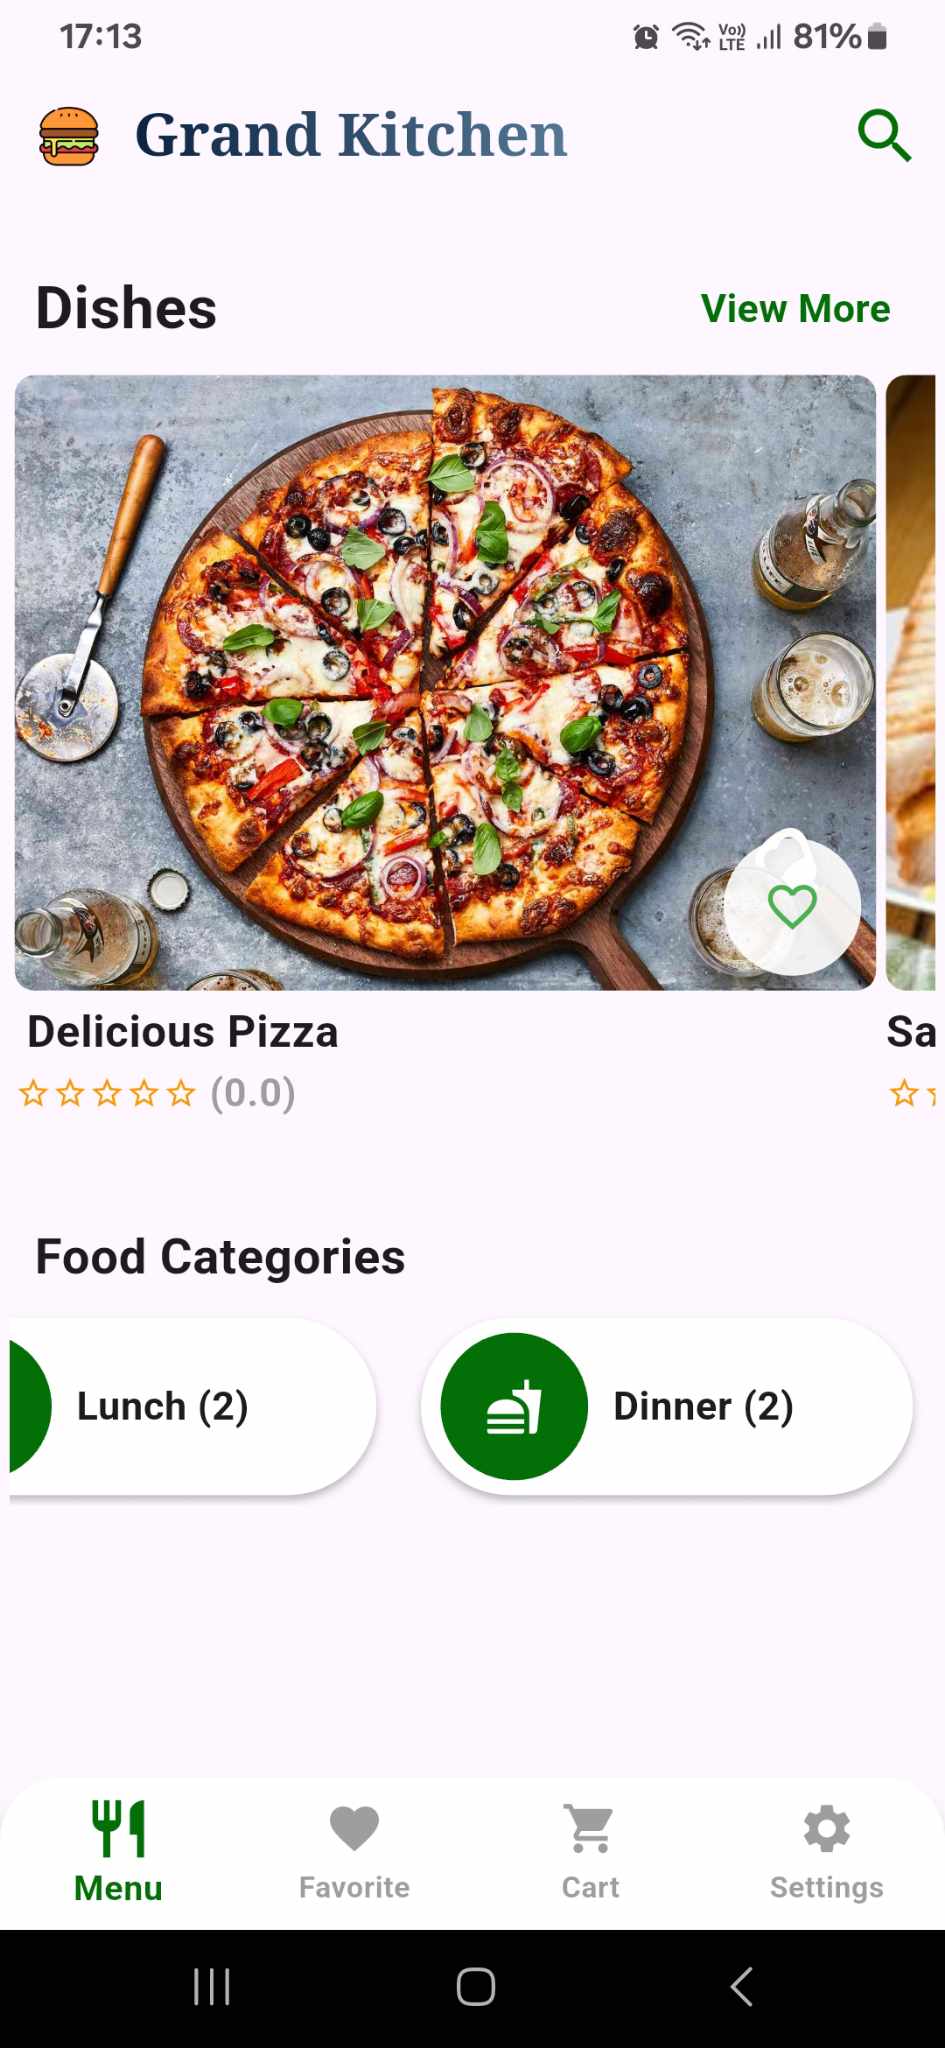 17:13
Vo)) LTE 81%
Grand Kitchen
Dishes
View More
Delicious Pizza
Sa
(0.0)
Food Categories
Lunch (2)
Dinner (2)
Menu
Favorite
Cart
Settings